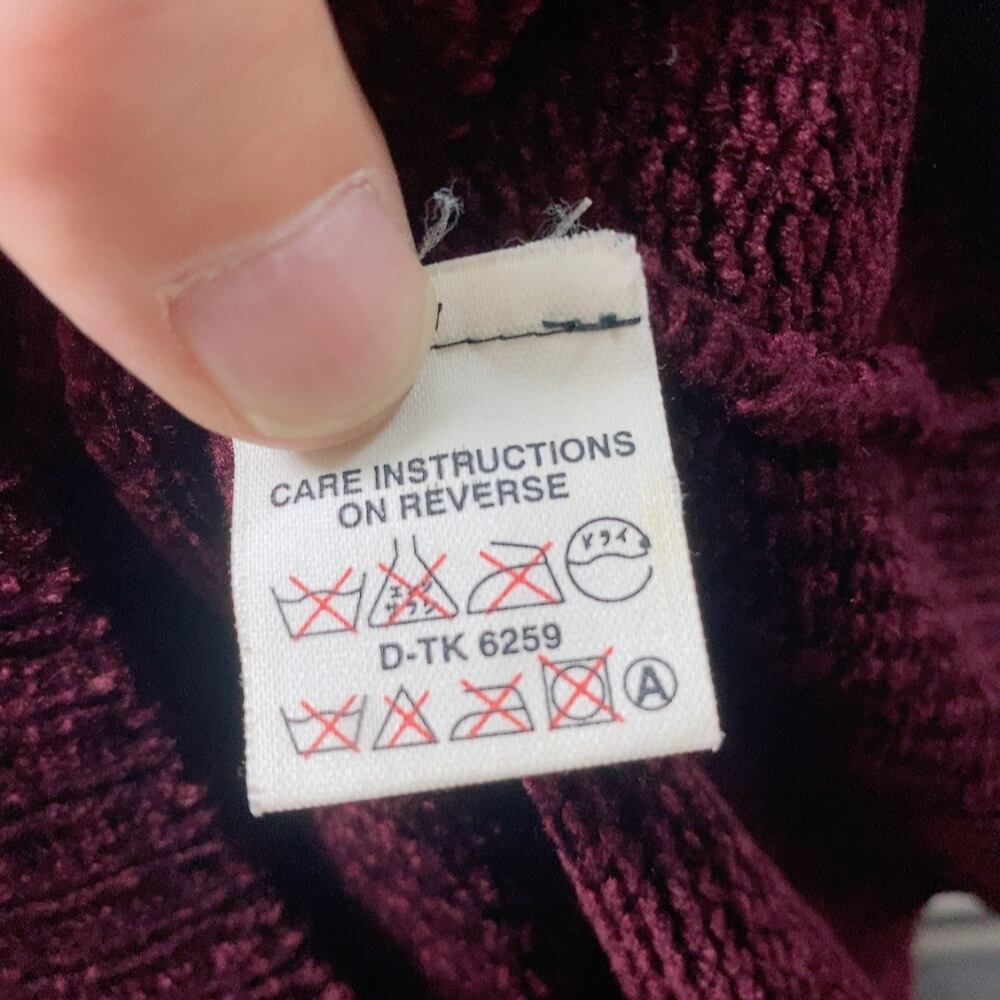 CARE INSTRUCTIONS
ON REVERSE
エンソ サラシ ドライ
D-TK 6259
A